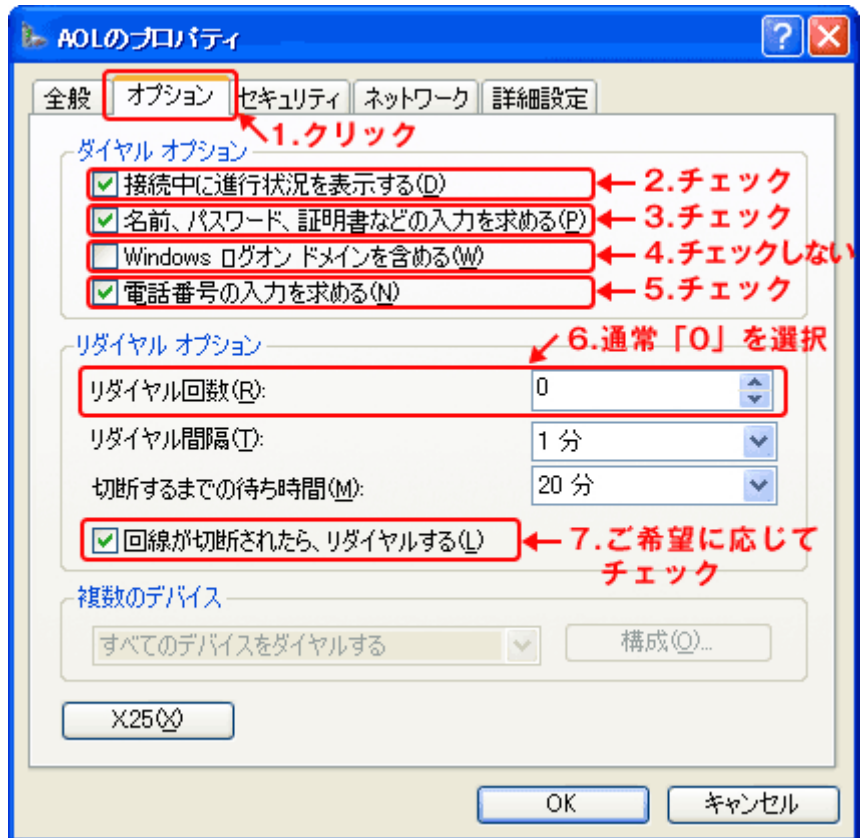 AOLのプロパティ
全般 オプション セキュリティ ネットワーク 詳細設定
1.クリック
ダイヤル オプション
接続中に進行状況を表示する(D) 2.チェック
名前、パスワード、証明書などの入力を求める(P) 3.チェック
Windows ログオン ドメインを含める(W) 4.チェックしない
電話番号の入力を求める(N) 5.チェック
リダイヤル オプション 6.通常「0」を選択
リダイヤル回数(R): 0
リダイヤル間隔(T): 1 分
切断するまでの待ち時間(M): 20 分
回線が切断されたら、リダイヤルする(L) 7.ご希望に応じて
チェック
複数のデバイス
すべてのデバイスをダイヤルする 構成(O)...
X.25(X)
OK キャンセル